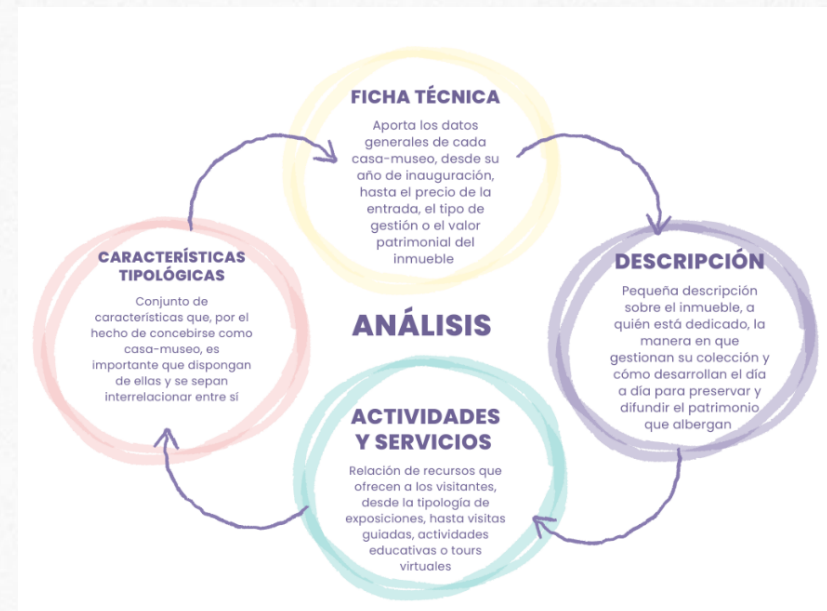 FICHA TÉCNICA
Aporta los datos
generales de cada
casa-museo, desde su
año de inauguración,
hasta el precio de la
entrada, el tipo de
gestión o el valor
patrimonial del
inmueble
DESCRIPCIÓN
Pequeña descripción
sobre el inmueble, a
quién está dedicado, la
manera en que
gestionan su colección y
cómo desarrollan el día
a día para preservar y
difundir el patrimonio
que albergan
CARACTERÍSTICAS
TIPOLÓGICAS
Conjunto de
características que, por el
hecho de concebirse como
casa-museo, es
importante que dispongan
de ellas y se sepan
interrelacionar entre sí
ANÁLISIS
ACTIVIDADES
Y SERVICIOS
Relación de recursos que
ofrecen a los visitantes,
desde la tipología de
exposiciones, hasta visitas
guiadas, actividades
educativas o tours
virtuales